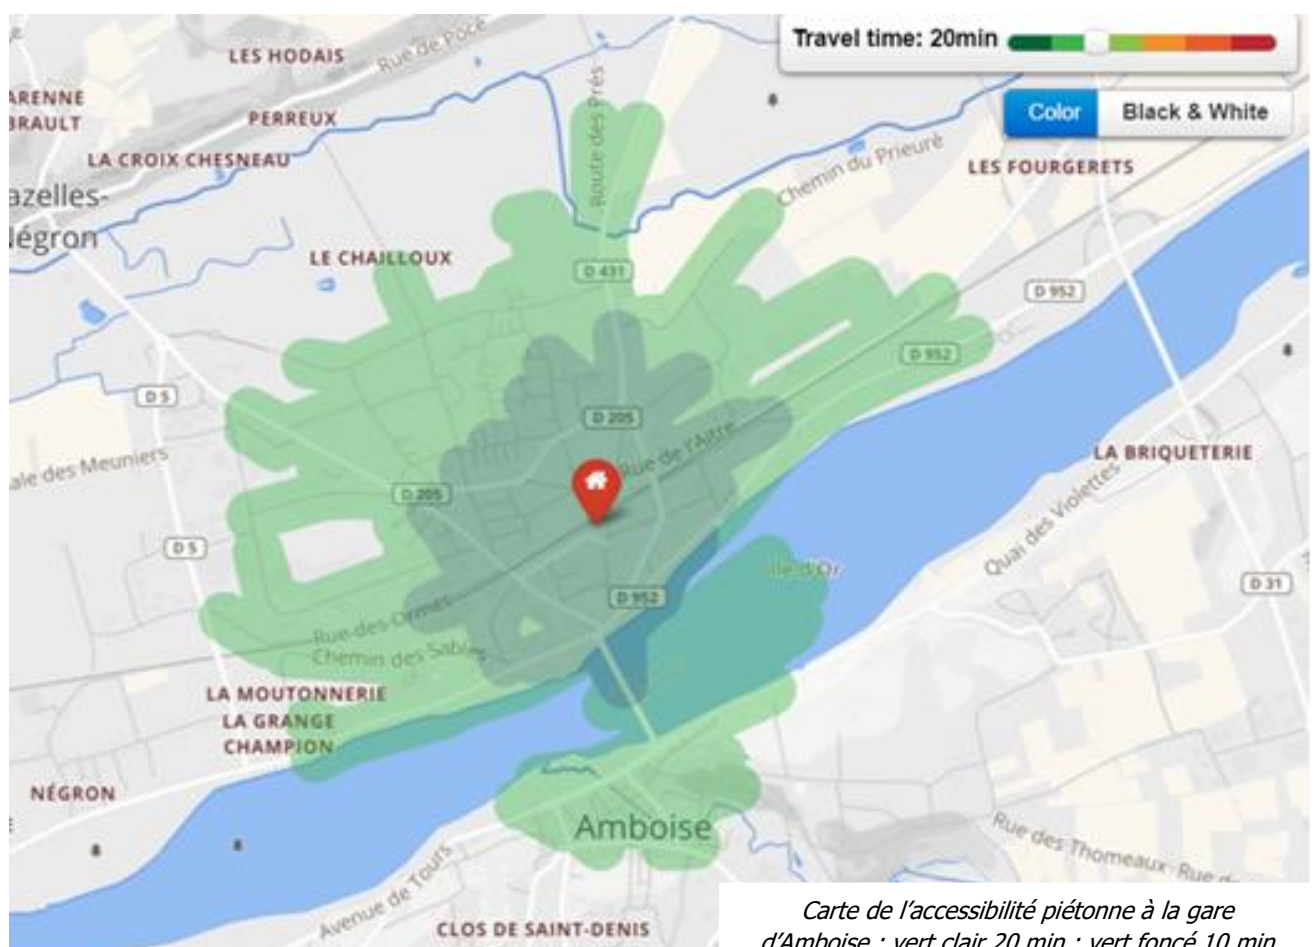 Travel time: 20min
Color
Black & White
LES HODAIS
Rue de Pocé
ARENNE
BRAULT
PERREUX
Route des Prés
LA CROIX CHESNEAU
Chemin du Prieuré
LES FOURGERETS
azelles-
Négron
LE CHAILLOUX
D 431
D 952
D 952
D 5
D 205
Rue de l'Aître
ale des Meuniers
LA BRIQUETERIE
D 205
Quai des Violettes
D 5
Île d'Or
D 31
D 952
Rue des Ormes
Chemin des Sables
LA MOUTONNERIE
LA GRANGE
CHAMPION
NÉGRON
Amboise
Rue des Thomeaux
Rue
Avenue de Tours
CLOS DE SAINT-DENIS
Carte de l'accessibilité piétonne à la gare
d'Amboise : vert clair 20 min ; vert foncé 10 min